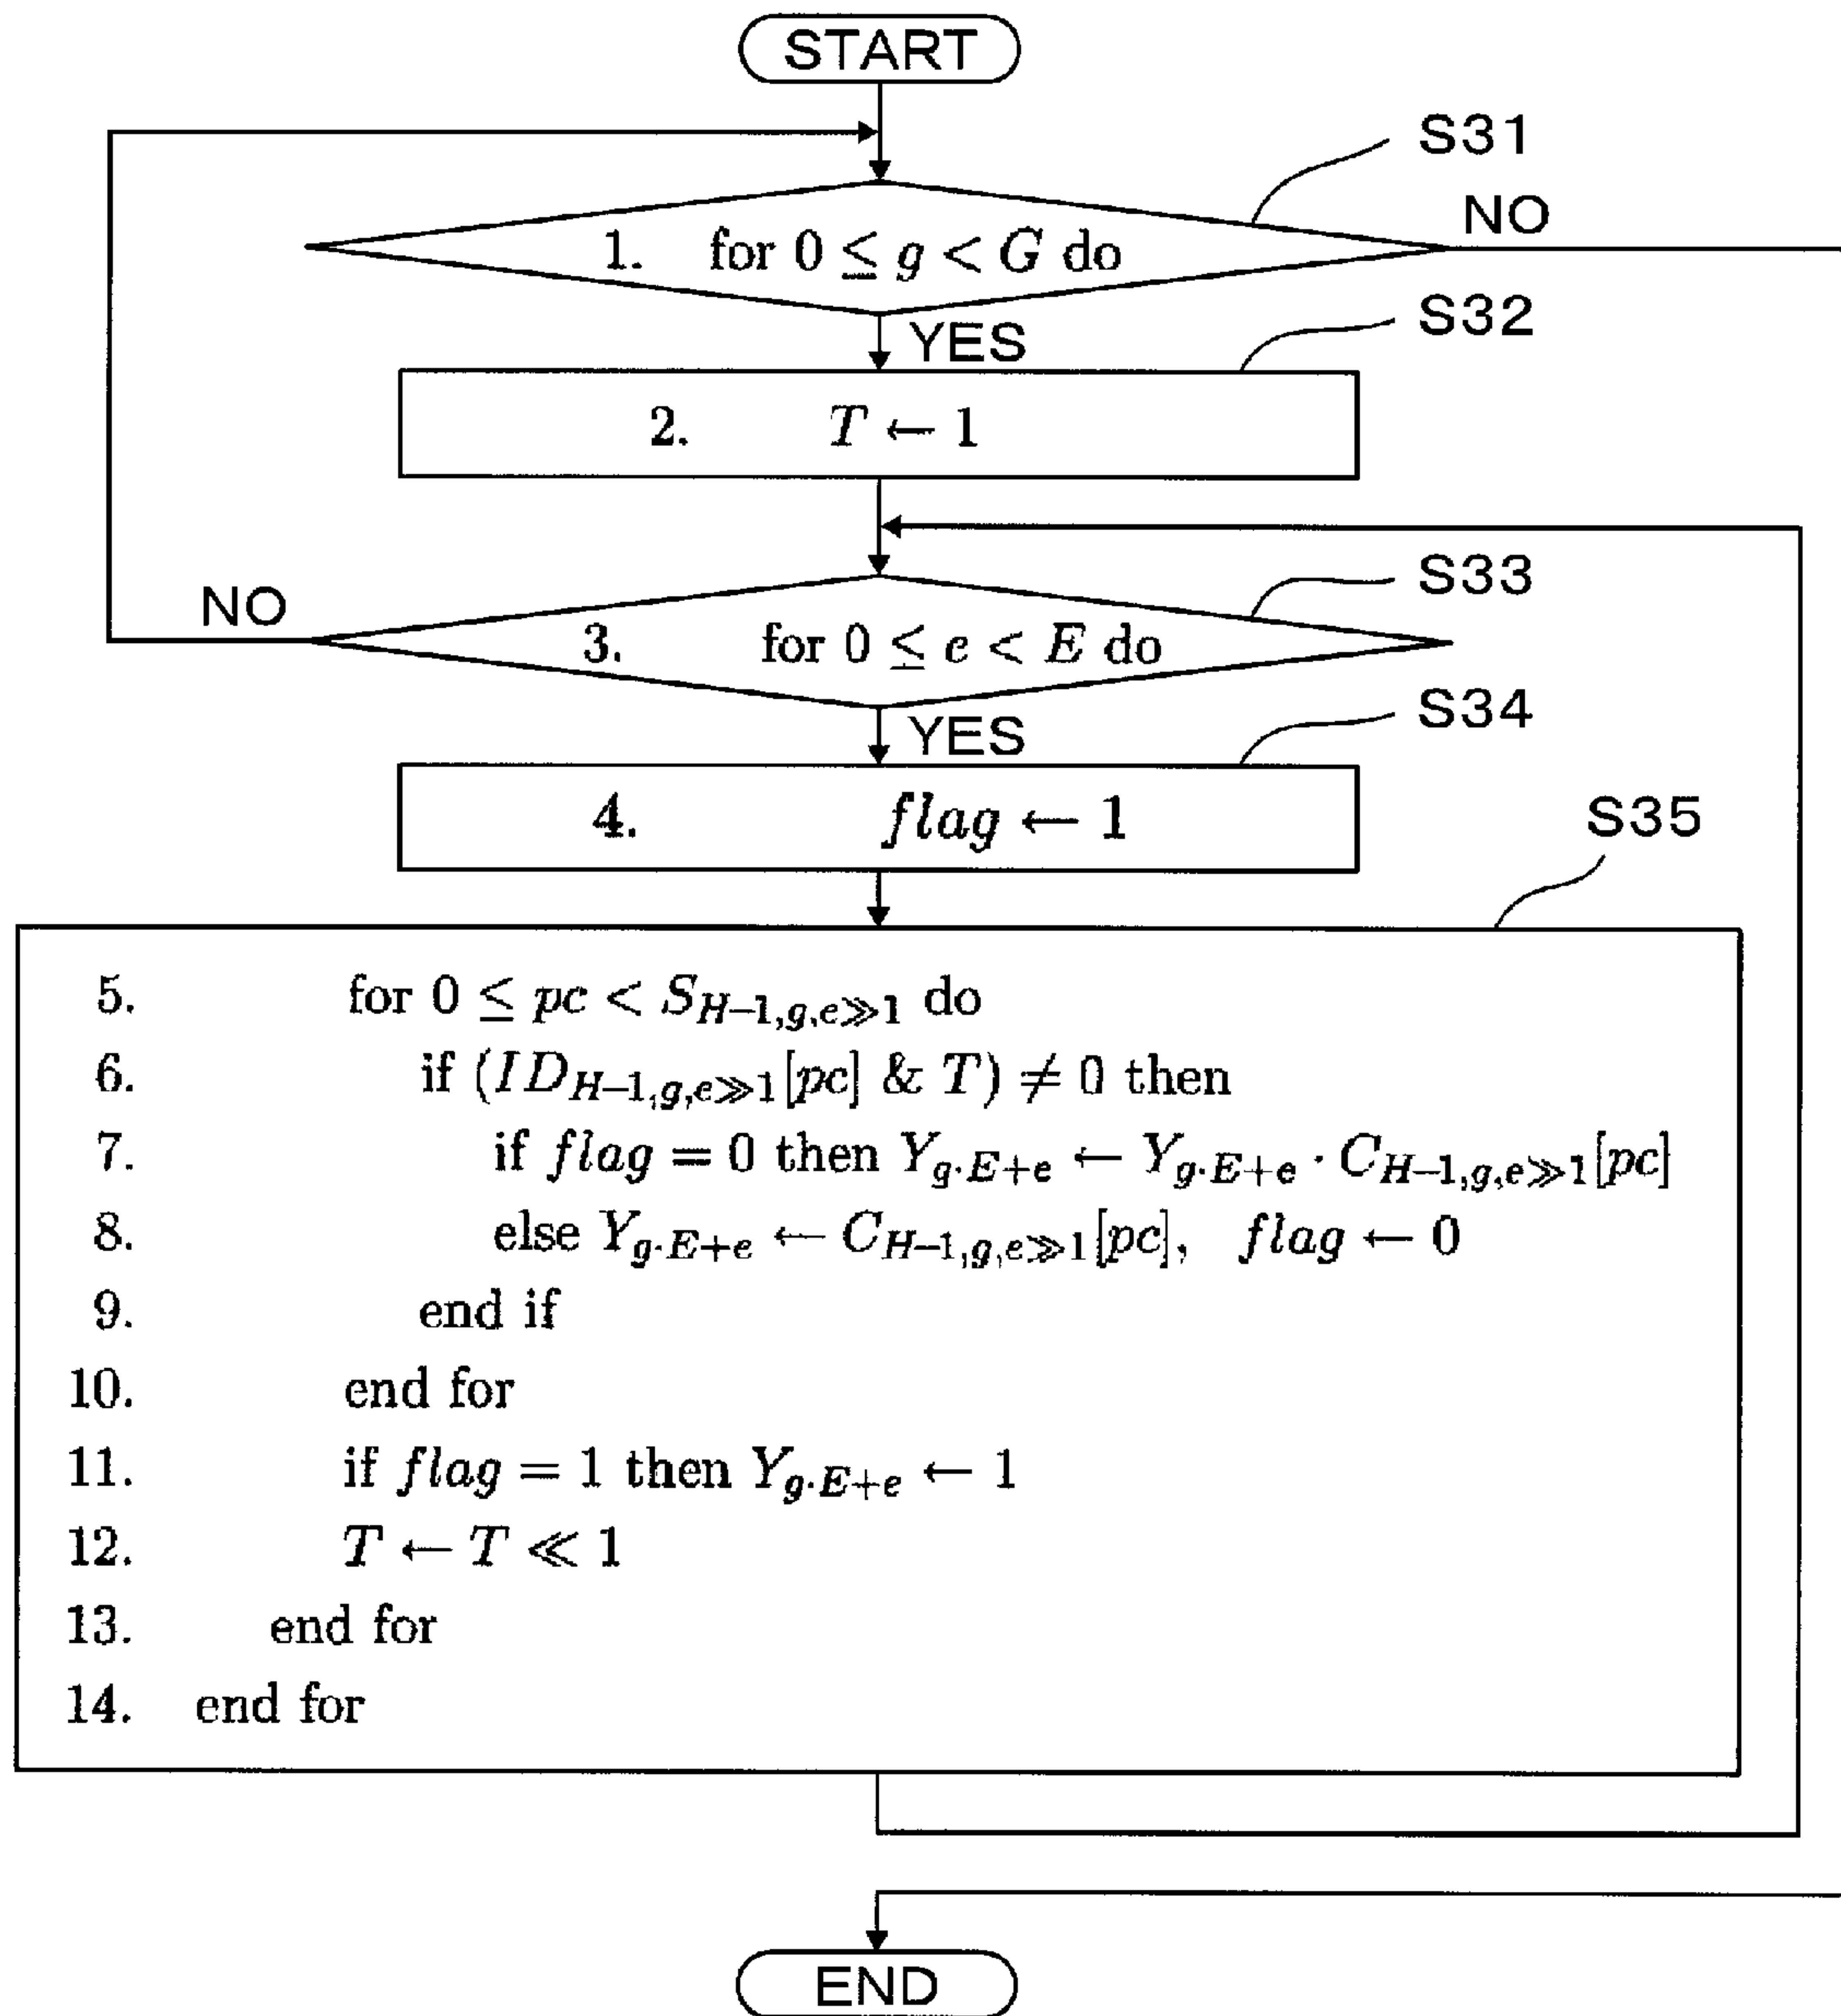 START
S31
NO
1. for 0 ≤ g < G do
S32
YES
2. T ← 1
S33
NO
3. for 0 ≤ e < E do
S34
YES
4. flag ← 1
S35
5. for 0 ≤ pc < S_{H−1,g,e≫1} do
6. if (ID_{H−1,g,e≫1}[pc] & T) ≠ 0 then
7. if flag = 0 then Y_{g·E+e} ← Y_{g·E+e} · C_{H−1,g,e≫1}[pc]
8. else Y_{g·E+e} ← C_{H−1,g,e≫1}[pc], flag ← 0
9. end if
10. end for
11. if flag = 1 then Y_{g·E+e} ← 1
12. T ← T ≪ 1
13. end for
14. end for
END